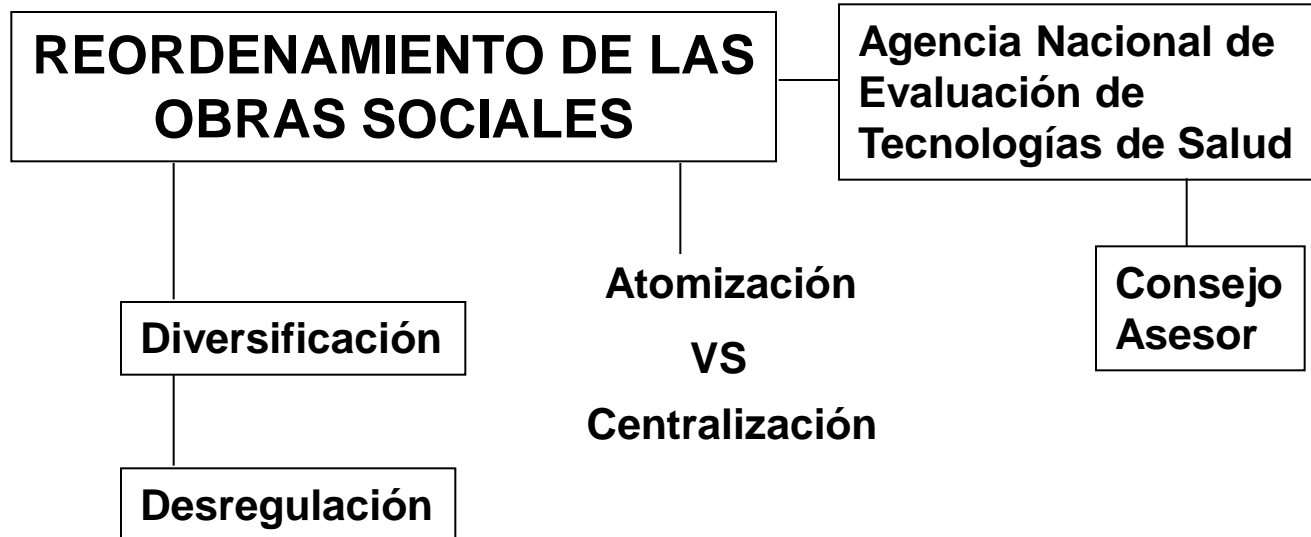 REORDENAMIENTO DE LAS
OBRAS SOCIALES
Agencia Nacional de
Evaluación de
Tecnologías de Salud
Diversificación
Desregulación
Atomización
VS
Centralización
Consejo
Asesor